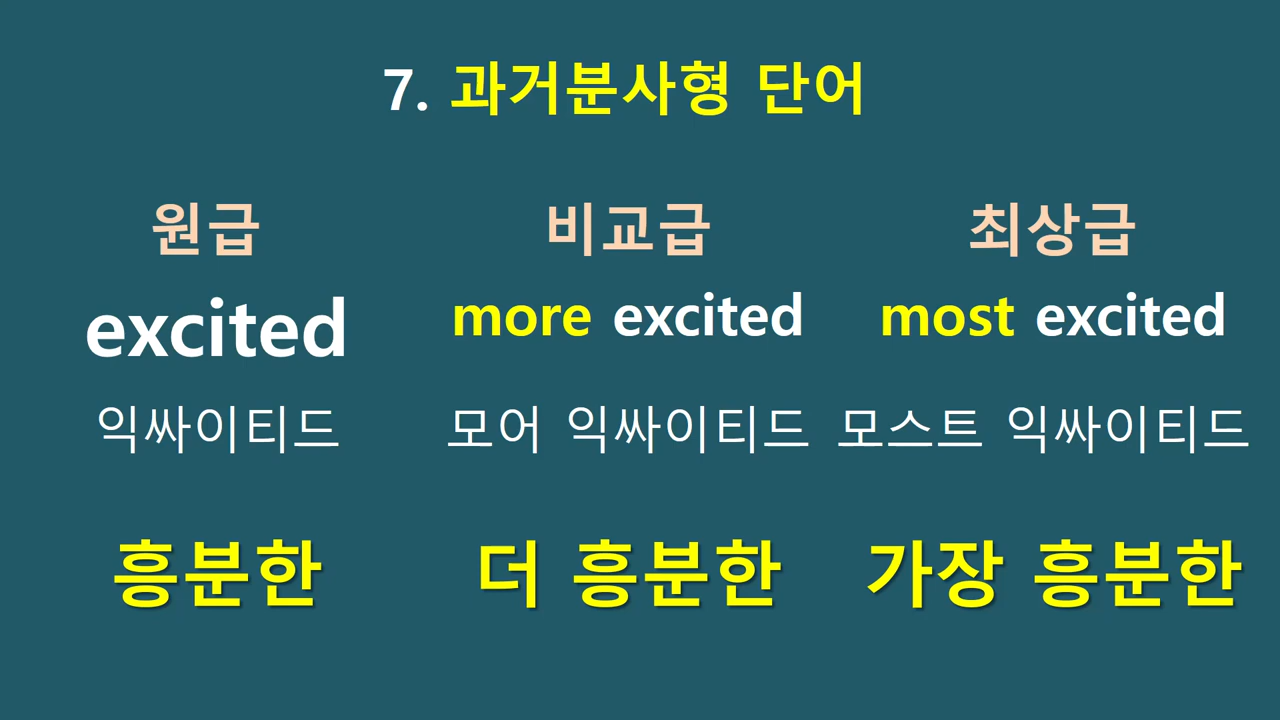 7. 과거분사형 단어
원급 비교급 최상급
excited more excited most excited
익싸이티드 모어 익싸이티드 모스트 익싸이티드
흥분한 더 흥분한 가장 흥분한